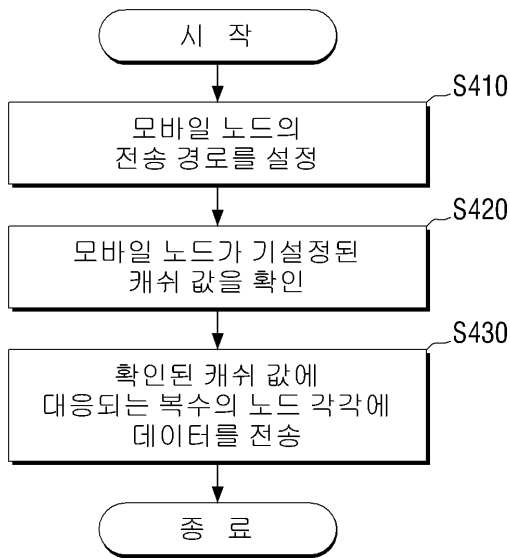 시 작
S410
모바일 노드의
전송 경로를 설정
S420
모바일 노드가 기설정된
캐쉬 값을 확인
S430
확인된 캐쉬 값에
대응되는 복수의 노드 각각에
데이터를 전송
종 료